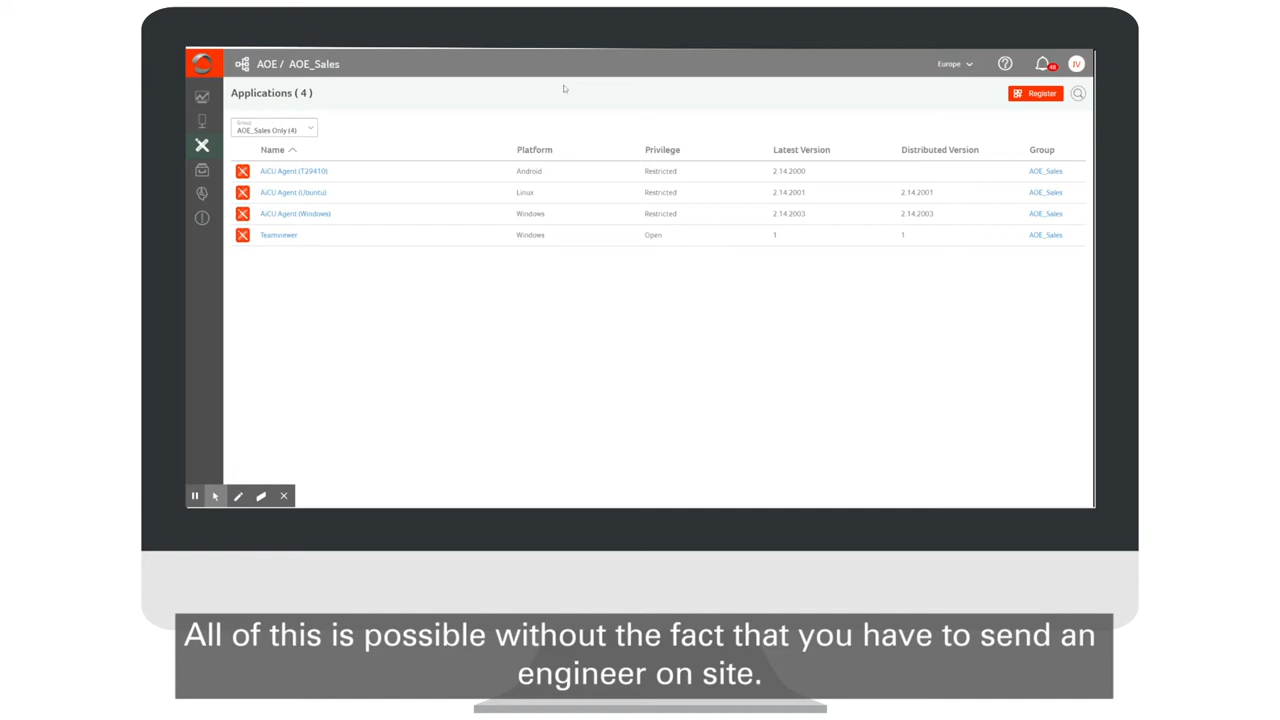 AOE / AOE_Sales
Europe
48
IV
Applications ( 4 )
Register
Group
AOE_Sales Only (4)
Name Platform Privilege Latest Version Distributed Version Group
AiCU Agent (T29410) Android Restricted 2.14.2000 AOE_Sales
AiCU Agent (Ubuntu) Linux Restricted 2.14.2001 2.14.2001 AOE_Sales
AiCU Agent (Windows) Windows Restricted 2.14.2003 2.14.2003 AOE_Sales
Teamviewer Windows Open 1 1 AOE_Sales
All of this is possible without the fact that you have to send an
engineer on site.